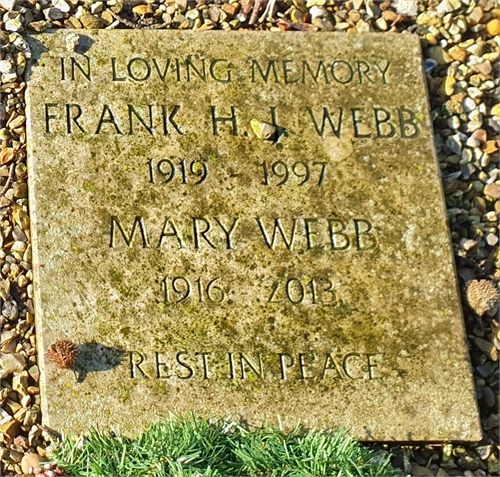 IN LOVING MEMORY
FRANK H. J. WEBB
1919 - 1997
MARY WEBB
1916 - 2013
REST IN PEACE